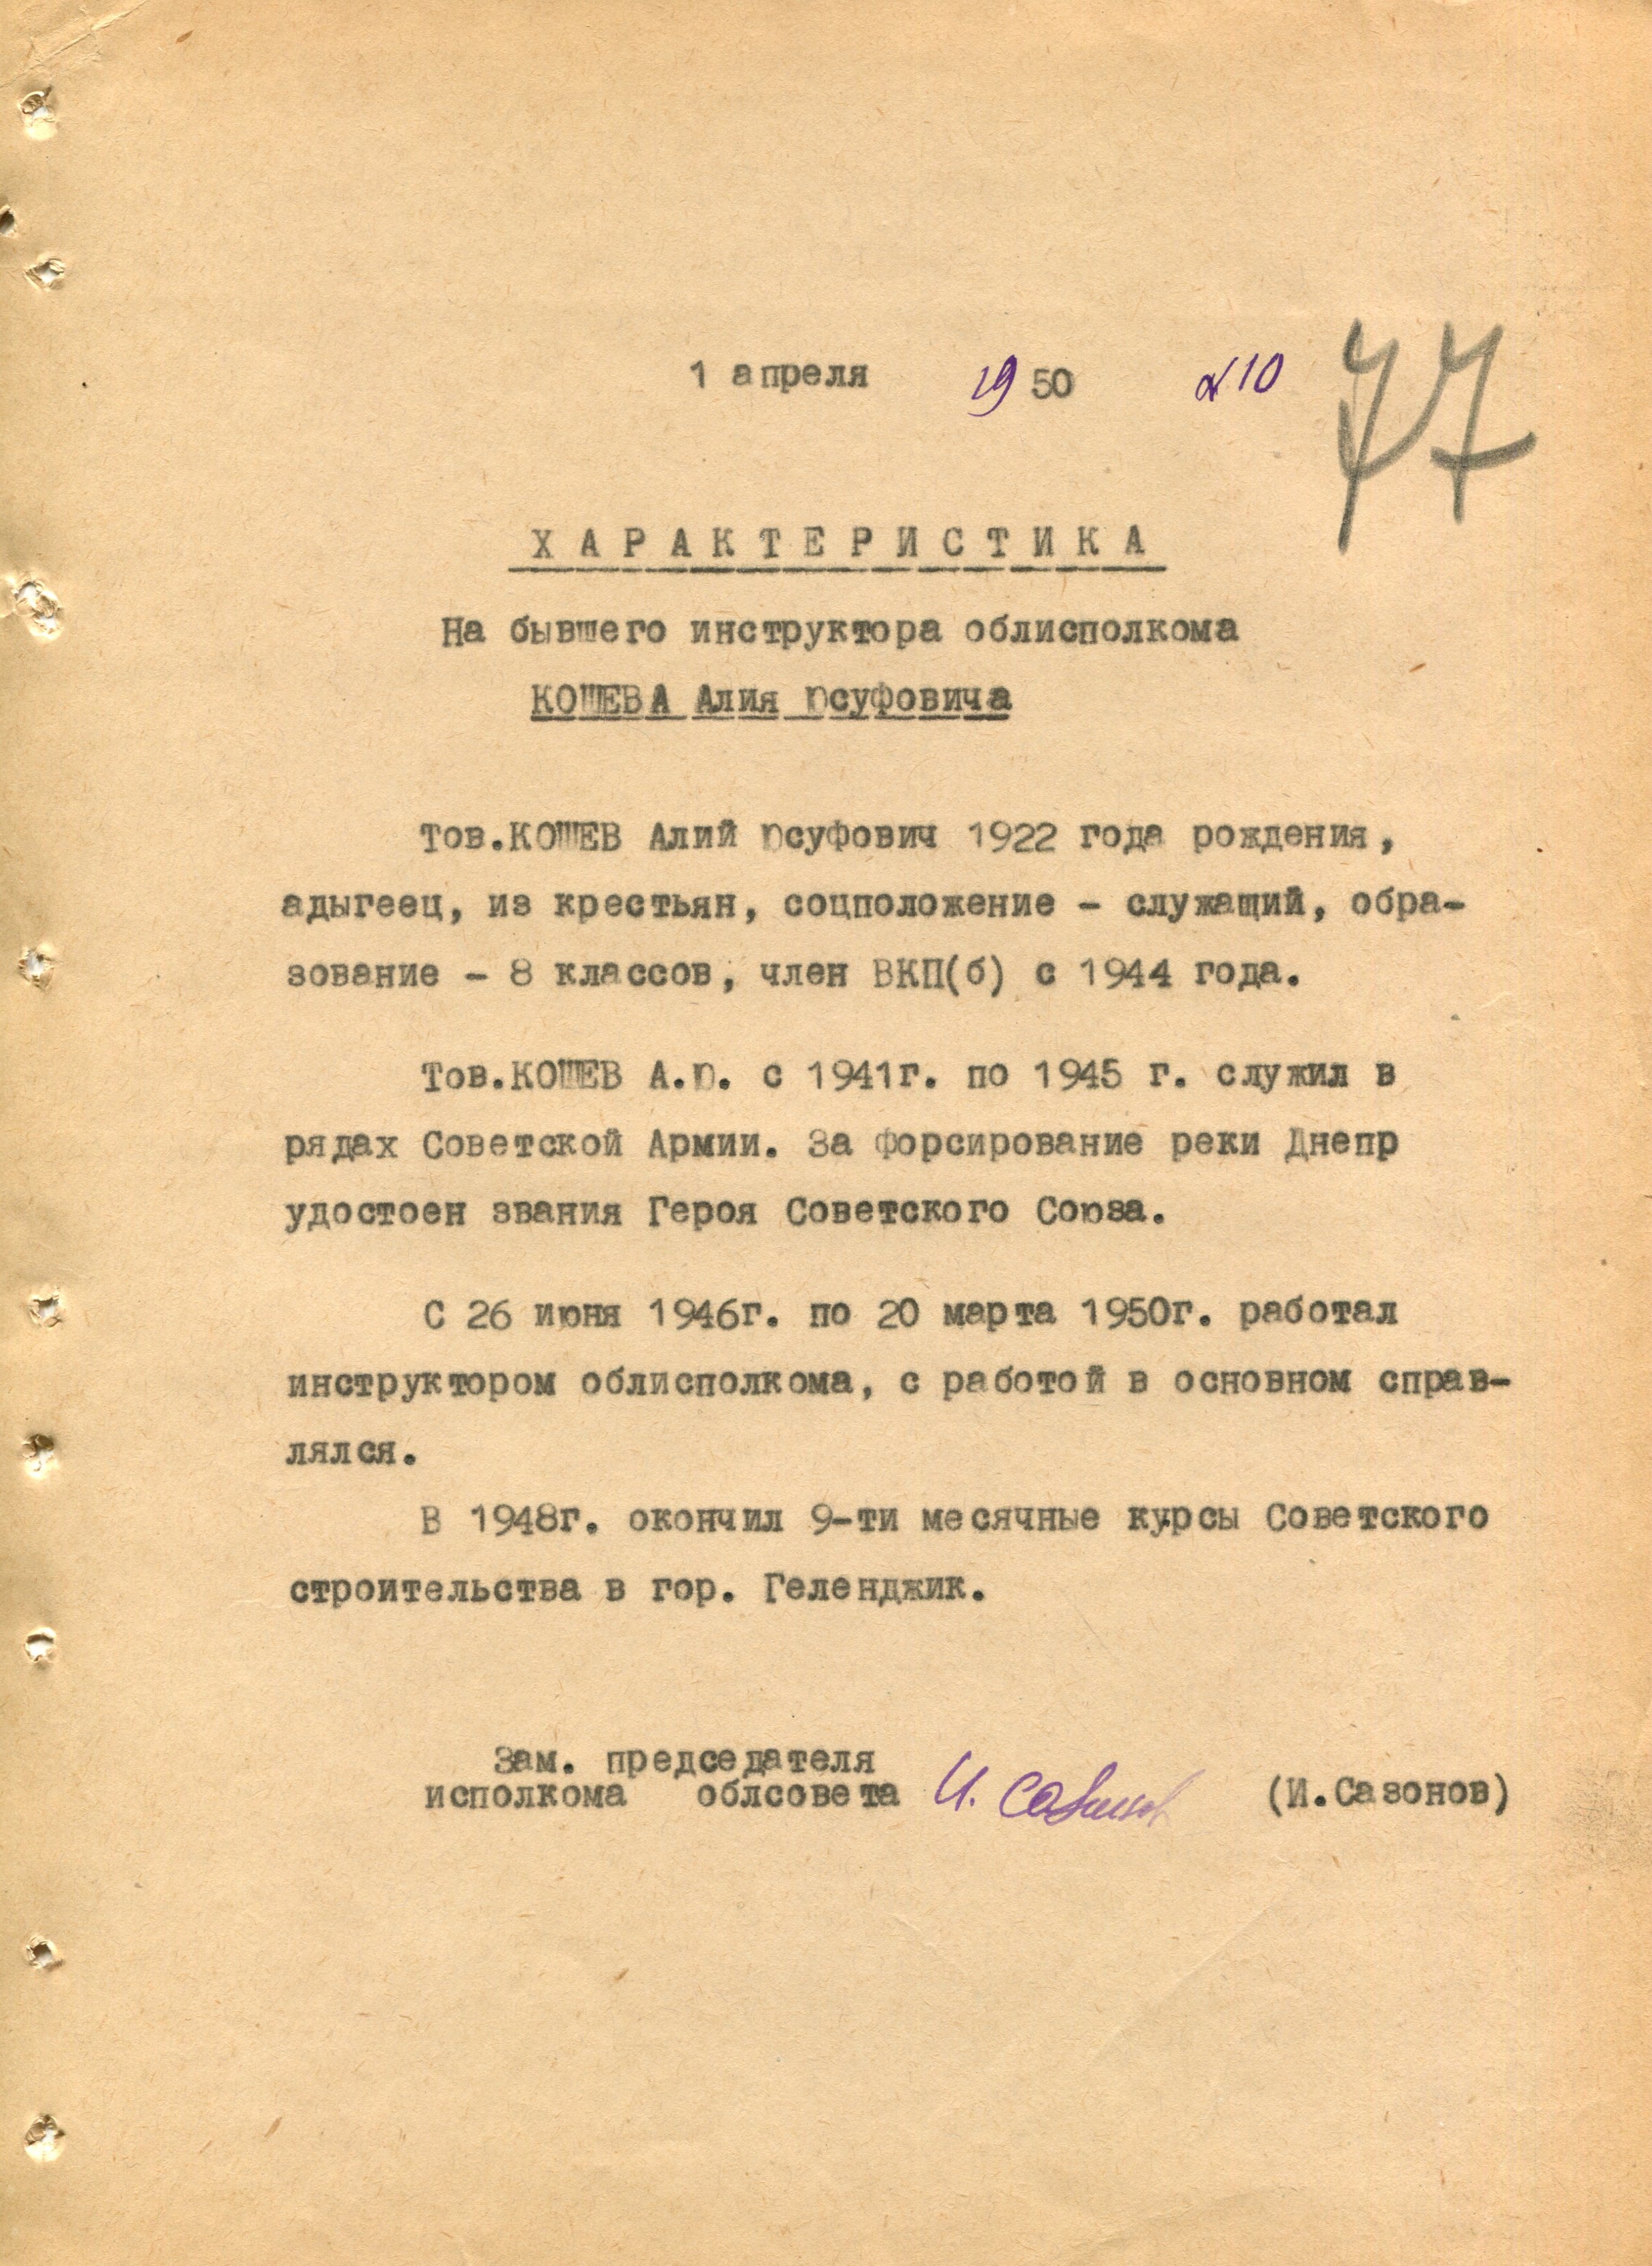 1 апреля 1950 №10
77
ХАРАКТЕРИСТИКА
На бывшего инструктора облисполкома
КОШЕВА Алия Юсуфовича
Тов.КОШЕВ Алий Юсуфович 1922 года рождения,
адыгеец, из крестьян, соцположение - служащий, обра-
зование - 8 классов, член ВКП(б) с 1944 года.
Тов.КОШЕВ А.Ю. с 1941г. по 1945 г. служил в
рядах Советской Армии. За форсирование реки Днепр
удостоен звания Героя Советского Союза.
С 26 июня 1946г. по 20 марта 1950г. работал
инструктором облисполкома, с работой в основном справ-
лялся.
В 1948г. окончил 9-ти месячные курсы Советского
строительства в гор. Геленджик.
Зам. председателя
исполкома облсовета И. Сазонов (И.Сазонов)